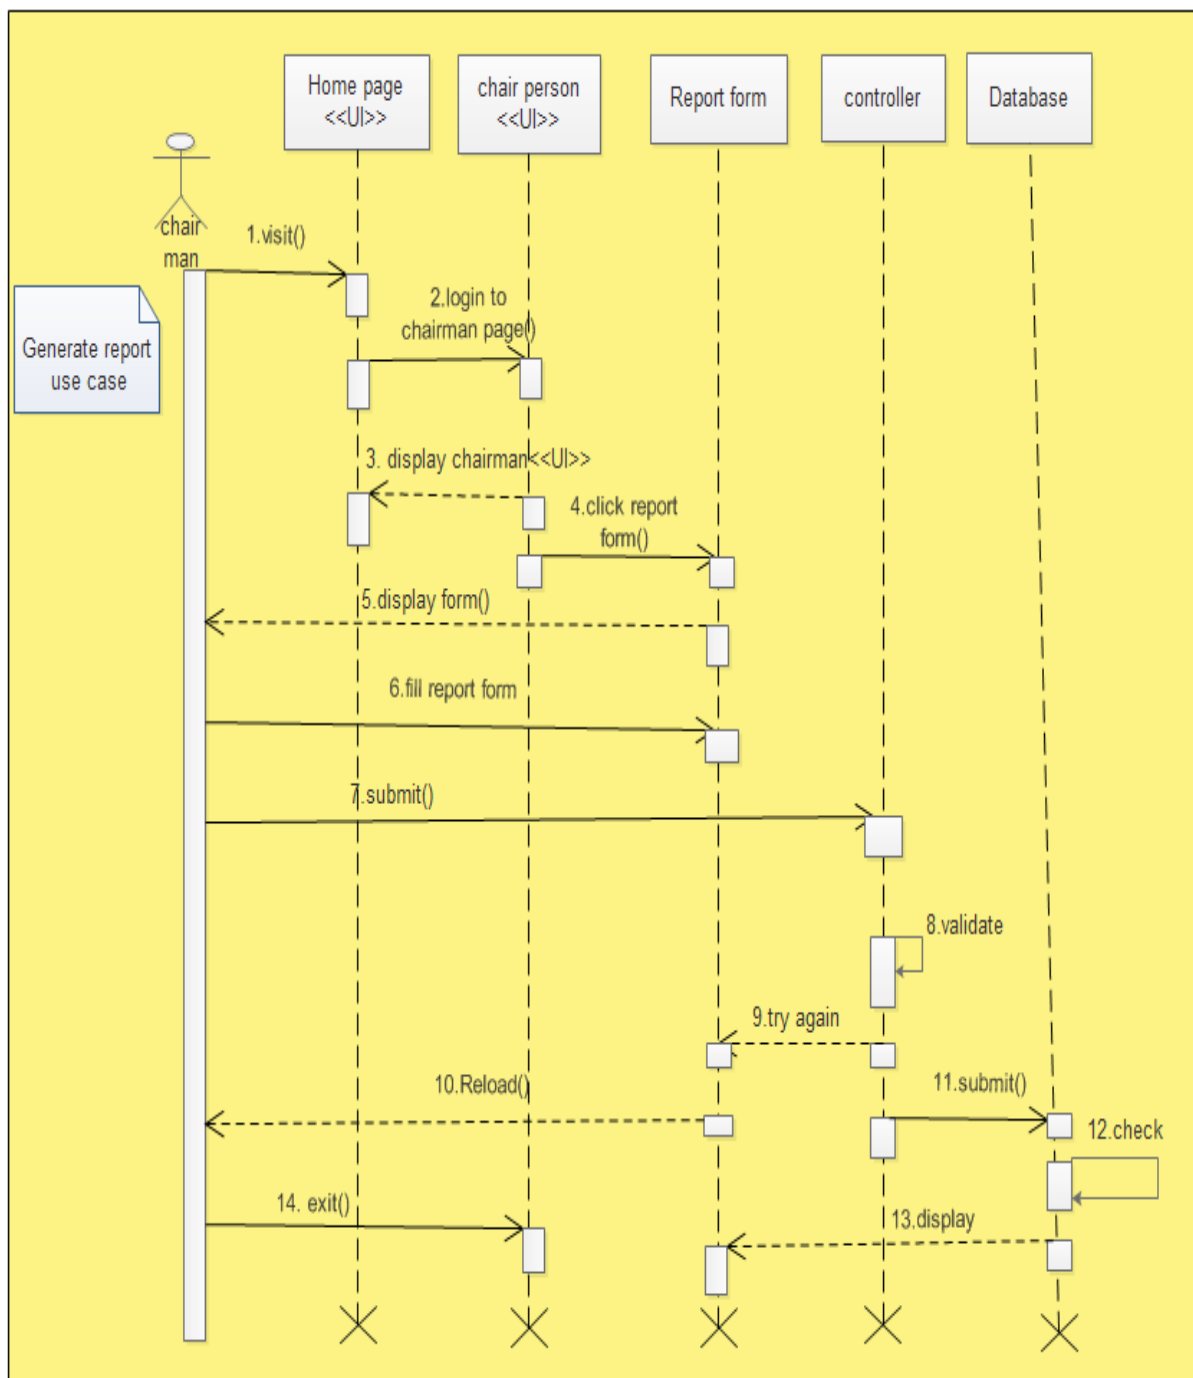 Home page
<<UI>>
chair person
<<UI>>
Report form
controller
Database
chair
man
1.visit()
Generate report
use case
2.login to
chairman page()
3. display chairman<<UI>>
4.click report
form()
5.display form()
6.fill report form
7.submit()
8.validate
9.try again
10.Reload()
11.submit()
12.check
14. exit()
13.display